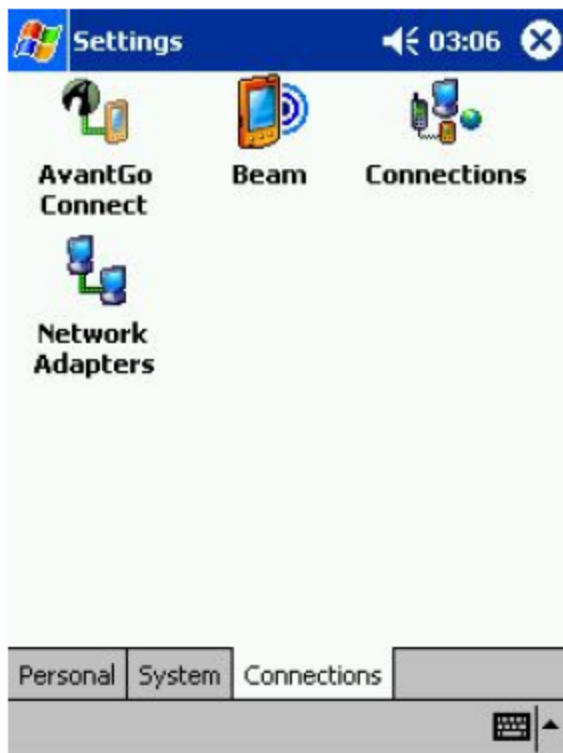 Settings 03:06
AvantGo Connect
Beam
Connections
Network Adapters
Personal System Connections